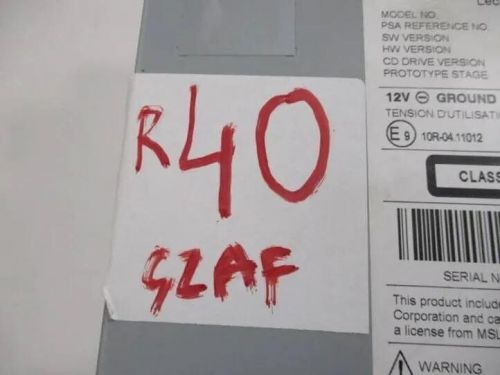 R40
SZAF
MODEL NO.
PSA REFERENCE NO
SW VERSION
HW VERSION
CD DRIVE VERSION
PROTOTYPE STAGE
12V ⊖ GROUND
TENSION D'UTILISATI
E9 10R-04.11012
CLASS
SERIAL N
This product include
Corporation and ca
a license from MSL
WARNING